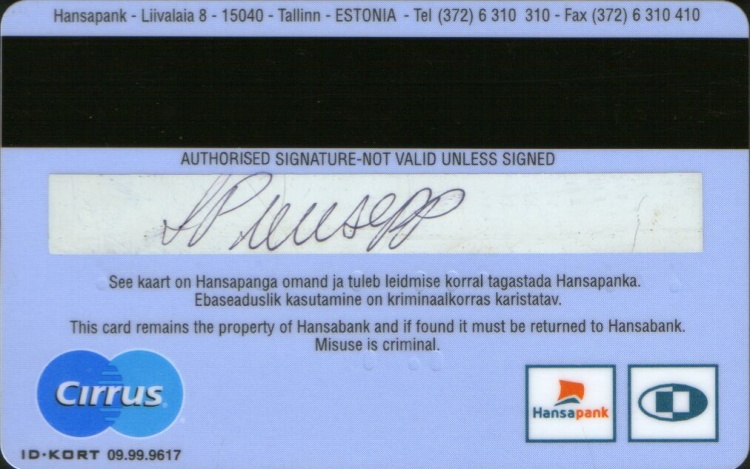 Hansapank - Liivalaia 8 - 15040 - Tallinn - ESTONIA - Tel (372) 6 310 310 - Fax (372) 6 310 410
AUTHORISED SIGNATURE-NOT VALID UNLESS SIGNED
See kaart on Hansapanga omand ja tuleb leidmise korral tagastada Hansapanka.
Ebaseaduslik kasutamine on kriminaalkorras karistatav.
This card remains the property of Hansabank and if found it must be returned to Hansabank.
Misuse is criminal.
Cirrus
Hansapank
ID-KORT 09.99.9617